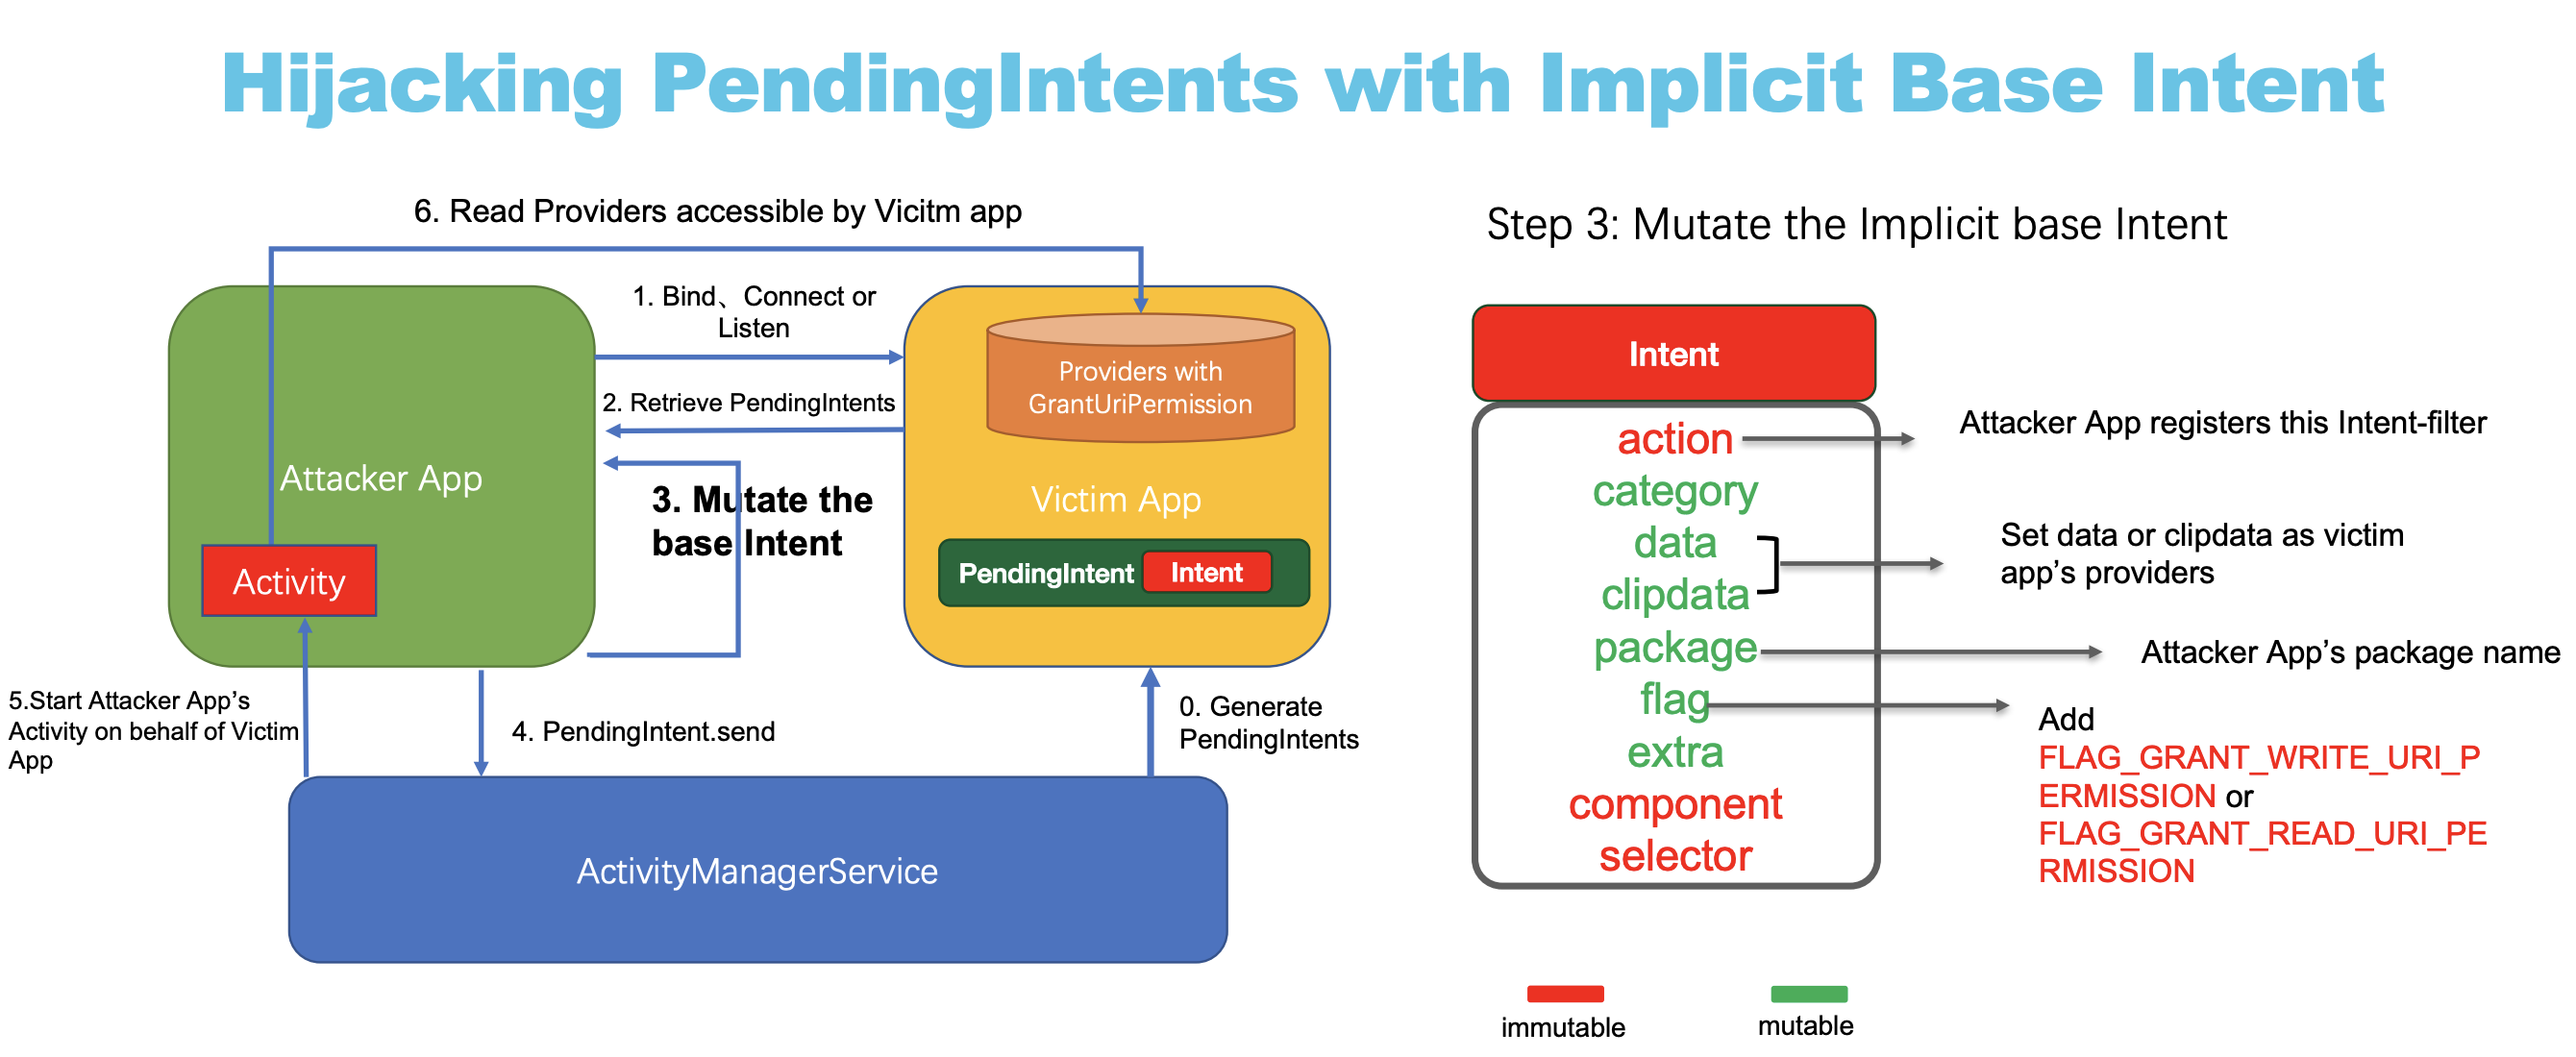 Hijacking PendingIntents with Implicit Base Intent
6. Read Providers accessible by Vicitm app
1. Bind、Connect or
Listen
2. Retrieve PendingIntents
3. Mutate the
base Intent
Attacker App
Activity
Providers with
GrantUriPermission
Victim App
PendingIntent
Intent
5.Start Attacker App’s
Activity on behalf of Victim
App
4. PendingIntent.send
0. Generate
PendingIntents
ActivityManagerService
Step 3: Mutate the Implicit base Intent
Intent
action
category
data
clipdata
package
flag
extra
component
selector
Attacker App registers this Intent-filter
Set data or clipdata as victim
app’s providers
Attacker App’s package name
Add
FLAG_GRANT_WRITE_URI_P
ERMISSION or
FLAG_GRANT_READ_URI_PE
RMISSION
immutable
mutable